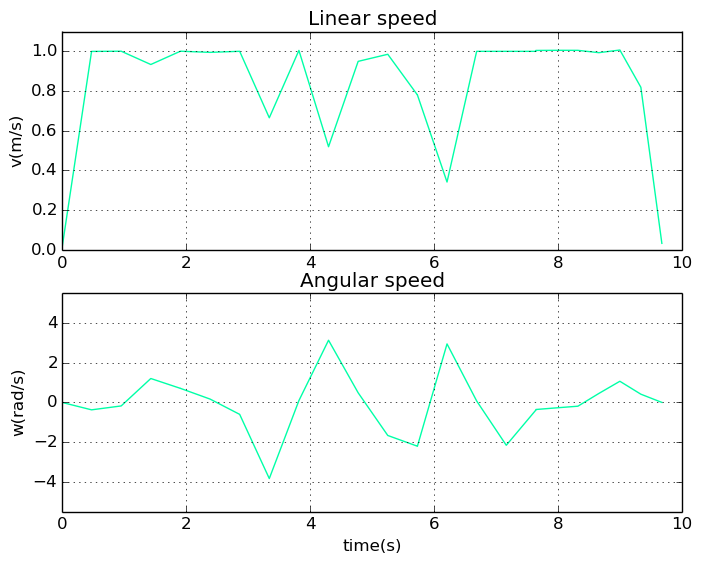 Linear speed
v(m/s)
1.0
0.8
0.6
0.4
0.2
0.0
0 2 4 6 8 10
Angular speed
w(rad/s)
4
2
0
−2
−4
0 2 4 6 8 10
time(s)